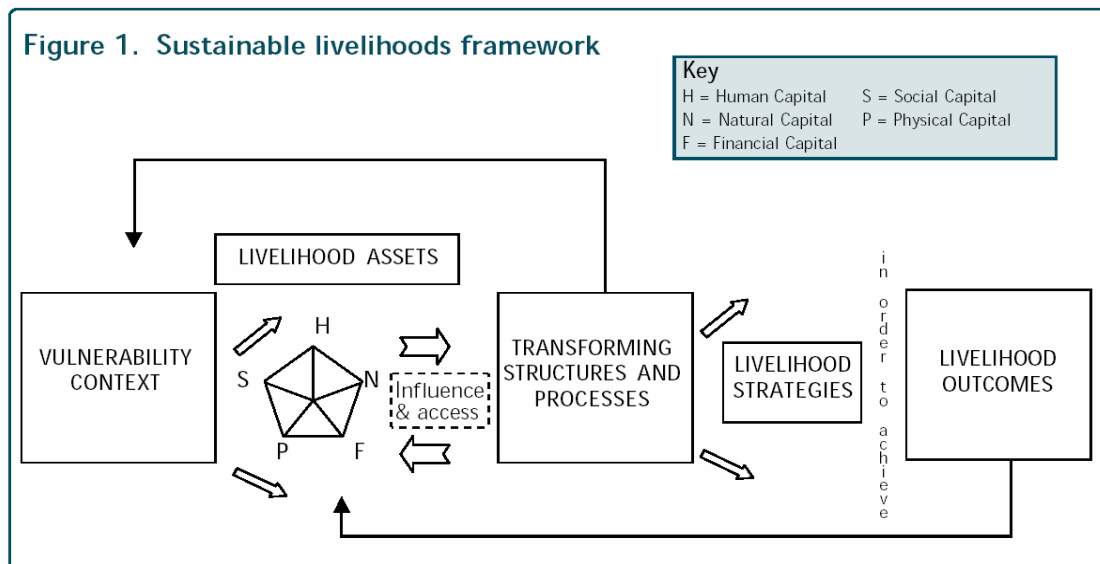 Figure 1. Sustainable livelihoods framework
Key
H = Human Capital S = Social Capital
N = Natural Capital P = Physical Capital
F = Financial Capital
LIVELIHOOD ASSETS
VULNERABILITY
CONTEXT
H
S
N
P
F
Influence
& access
TRANSFORMING
STRUCTURES AND
PROCESSES
LIVELIHOOD
STRATEGIES
in order to achieve
LIVELIHOOD
OUTCOMES